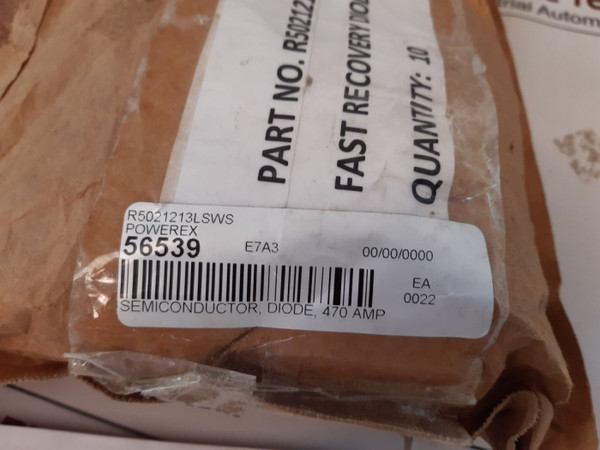 PART NO. R502121
FAST RECOVERY DIOD
QUANTITY: 10
R5021213LSWS
POWEREX
56539 E7A3 00/00/0000
EA
0022
SEMICONDUCTOR, DIODE, 470 AMP